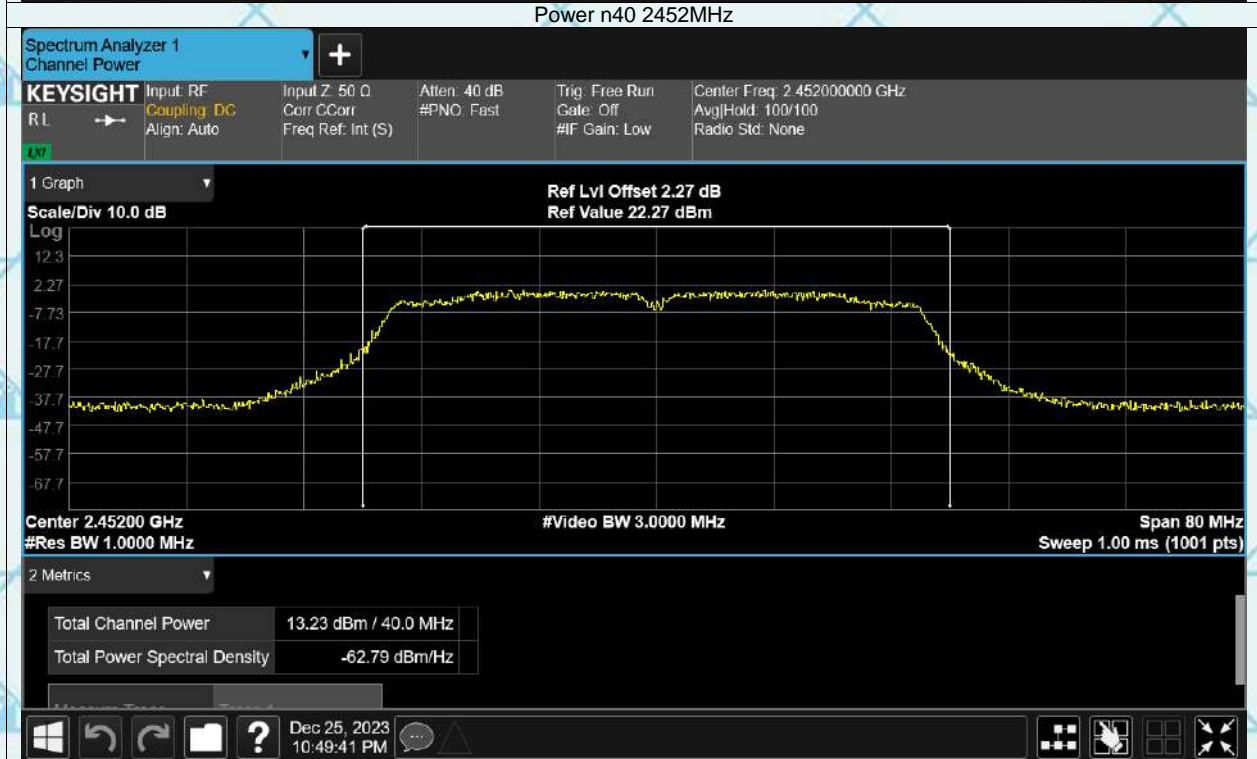 Power n40 2452MHz
Spectrum Analyzer 1
Channel Power
+
KEYSIGHT
R L
LXI
Input: RF
Coupling: DC
Align: Auto
Input Z: 50 Ω
Corr CCorr
Freq Ref: Int (S)
Atten: 40 dB
#PNO: Fast
Trig: Free Run
Gate: Off
#IF Gain: Low
Center Freq: 2.452000000 GHz
Avg|Hold: 100/100
Radio Std: None
1 Graph
Scale/Div 10.0 dB
Ref Lvl Offset 2.27 dB
Ref Value 22.27 dBm
Log
12.3
2.27
-7.73
-17.7
-27.7
-37.7
-47.7
-57.7
-67.7
Center 2.45200 GHz
#Res BW 1.0000 MHz
#Video BW 3.0000 MHz
Span 80 MHz
Sweep 1.00 ms (1001 pts)
2 Metrics
Total Channel Power 13.23 dBm / 40.0 MHz
Total Power Spectral Density -62.79 dBm/Hz
?
Dec 25, 2023
10:49:41 PM